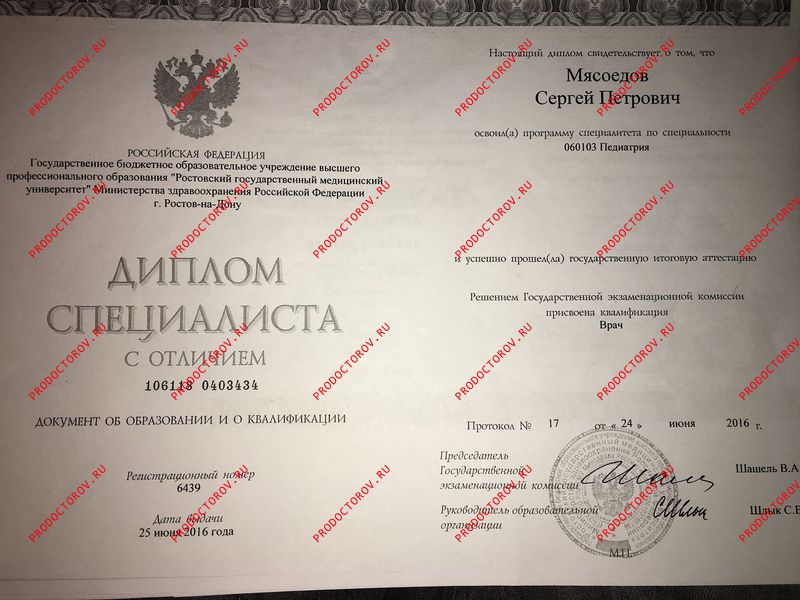 РОССИЙСКАЯ ФЕДЕРАЦИЯ
Государственное бюджетное образовательное учреждение высшего
профессионального образования "Ростовский государственный медицинский
университет" Министерства здравоохранения Российской Федерации
г. Ростов-на-Дону
ДИПЛОМ
СПЕЦИАЛИСТА
С ОТЛИЧИЕМ
106118 0403434
ДОКУМЕНТ ОБ ОБРАЗОВАНИИ И О КВАЛИФИКАЦИИ
Регистрационный номер
6439
Дата выдачи
25 июня 2016 года
Настоящий диплом свидетельствует о том, что
Мясоедов
Сергей Петрович
освоил(а) программу специалитета по специальности
060103 Педиатрия
и успешно прошел(ла) государственную итоговую аттестацию
Решением Государственной экзаменационной комиссии
присвоена квалификация
Врач
Протокол № 17 от « 24 » июня 2016 г.
Председатель
Государственной
экзаменационной комиссии
Шашель В.А
Руководитель образовательной
организации
Шлык С.В
М.П.
PRODOCTOROV.RU